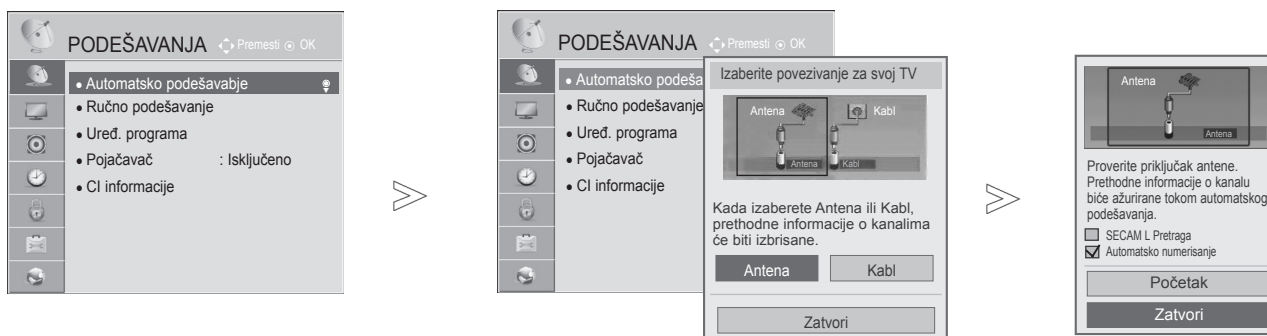 PODEŠAVANJA Premesti OK
• Automatsko podešavabje
• Ručno podešavanje
• Uređ. programa
• Pojačavač : Isključeno
• CI informacije
>
PODEŠAVANJA Premesti OK
• Automatsko podeša
• Ručno podešavanje
• Uređ. programa
• Pojačavač
• CI informacije
Izaberite povezivanje za svoj TV
Antena Kabl
Antena Kabl
Kada izaberete Antena ili Kabl,
prethodne informacije o kanalima
će biti izbrisane.
Antena Kabl
Zatvori
>
Antena
Antena
Proverite priključak antene.
Prethodne informacije o kanalu
biće ažurirane tokom automatskog
podešavanja.
SECAM L Pretraga
Automatsko numerisanje
Početak
Zatvori